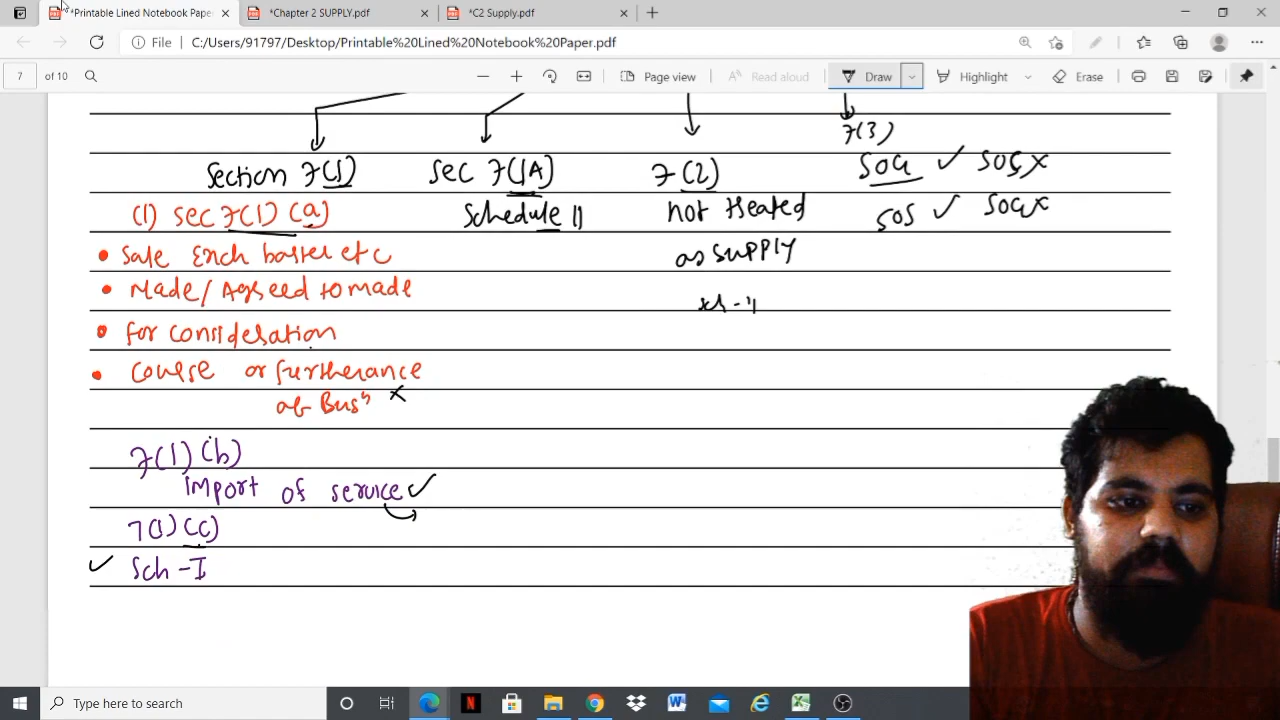 *Printable Lined Notebook Pape
*Chapter 2 SUPPLY.pdf
*C2 Supply.pdf
File
C:/Users/91797/Desktop/Printable%20Lined%20Notebook%20Paper.pdf
7 of 10
Page view
Read aloud
Draw
Highlight
Erase
7(3)
Section 7(1) Sec 7(1A) 7(2) SOG ✓ SOS x
(1) Sec 7(1) (a) Schedule II not treated SOS ✓ SOG x
• Sale Exch barter etc as supply
• Made/Agreed to made
• for consideration
• Course or furtherance
of Busⁿ x
7(1)(b)
import of service ✓
7(1)(c)
✓ Sch - I
Type here to search